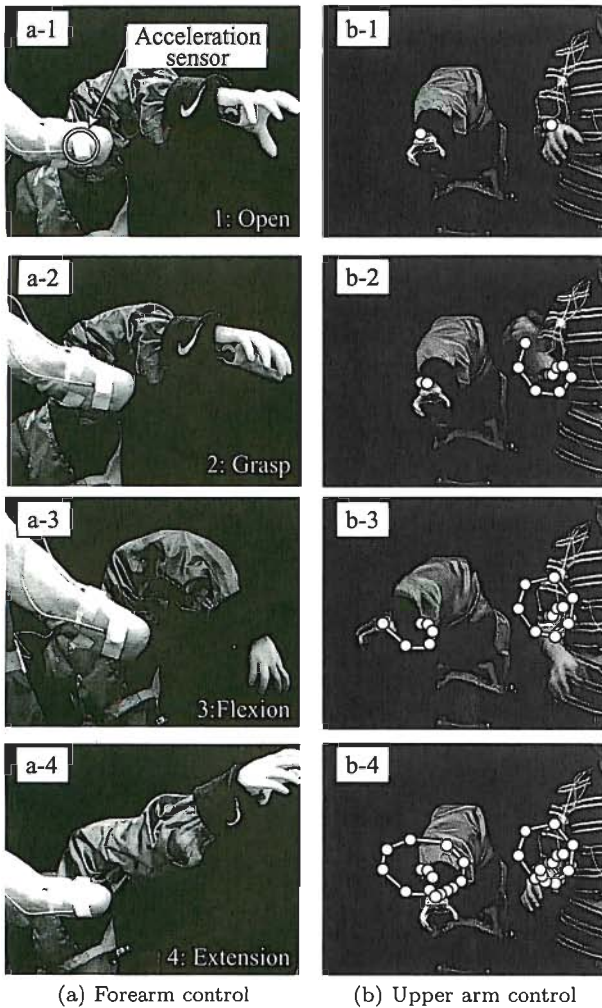 a-1
Acceleration
sensor
1: Open
b-1
a-2
2: Grasp
b-2
a-3
3:Flexion
b-3
a-4
4: Extension
b-4
(a) Forearm control
(b) Upper arm control